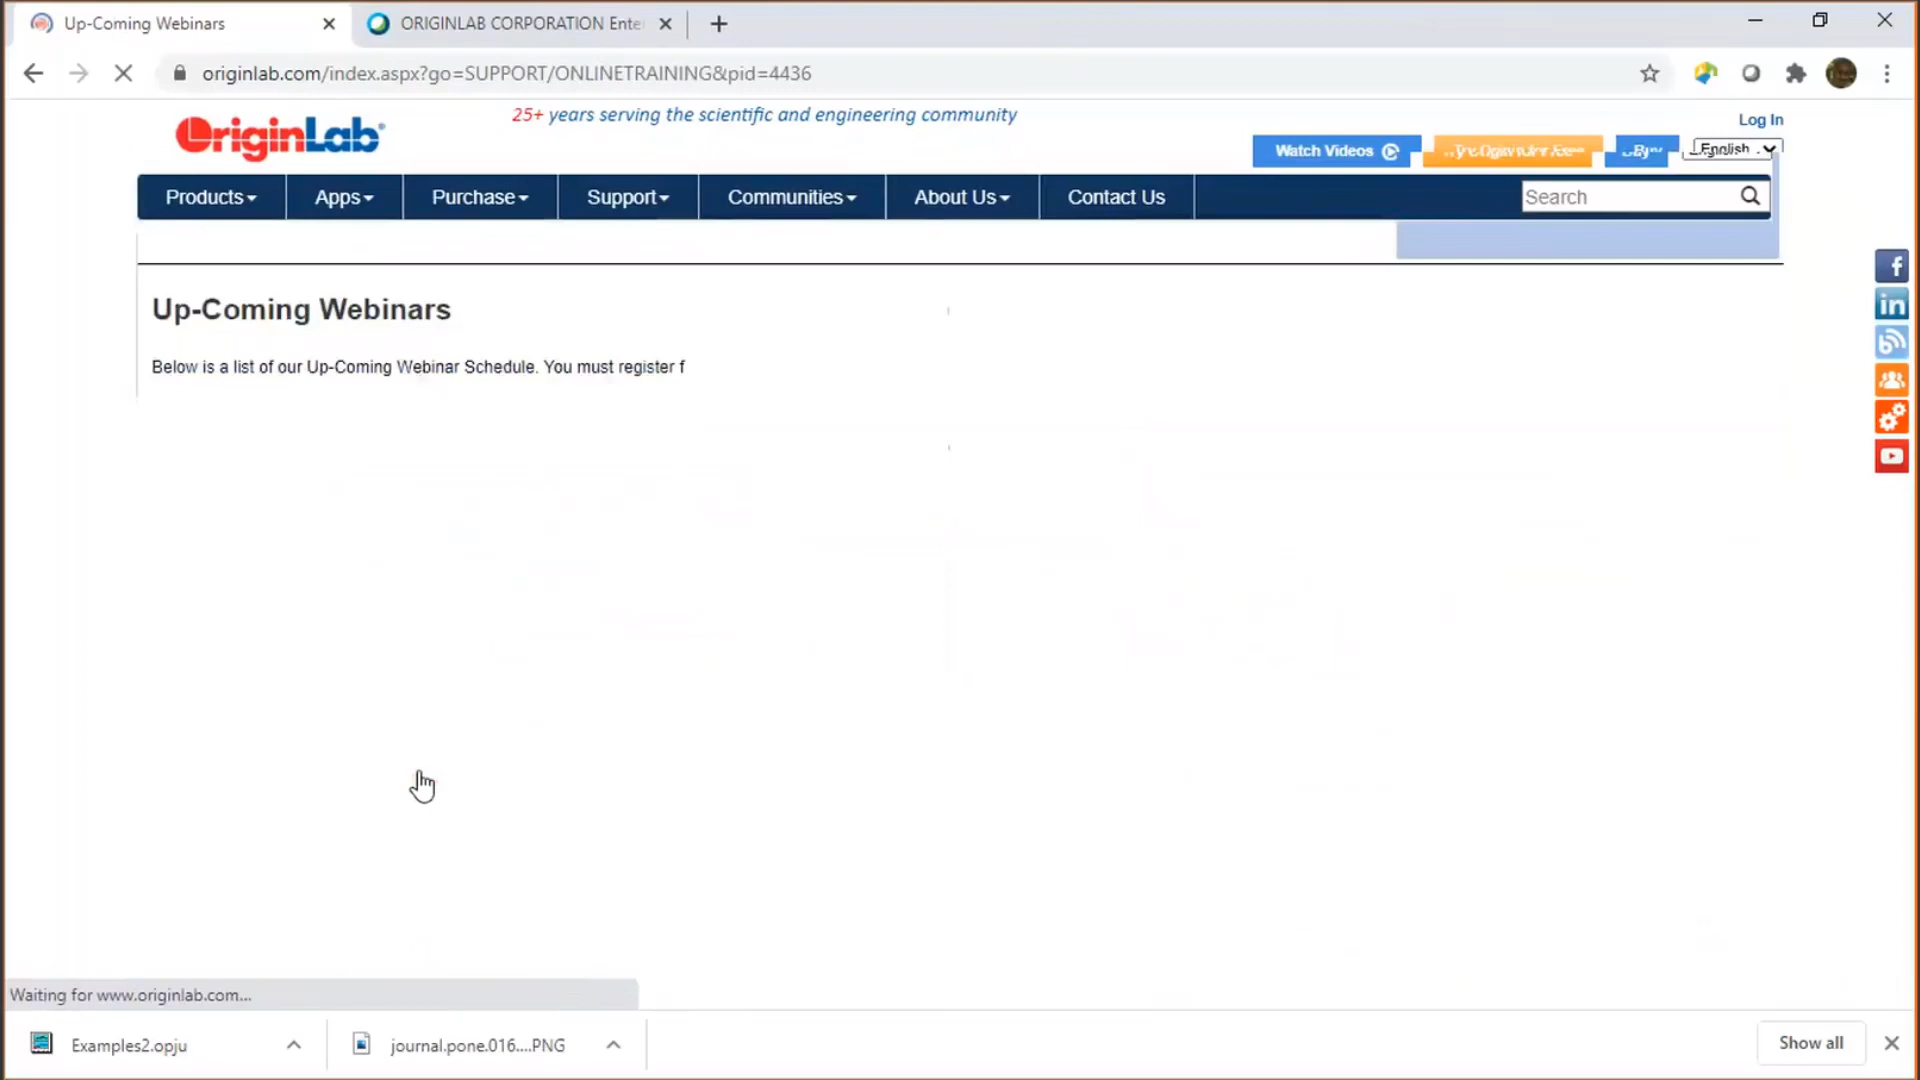 Up-Coming Webinars
ORIGINLAB CORPORATION Ente
originlab.com/index.aspx?go=SUPPORT/ONLINETRAINING&pid=4436
OriginLab
25+ years serving the scientific and engineering community
Log In
Watch Videos
English
Products
Apps
Purchase
Support
Communities
About Us
Contact Us
Search
Up-Coming Webinars
Below is a list of our Up-Coming Webinar Schedule. You must register f
Waiting for www.originlab.com...
Examples2.opju
journal.pone.016....PNG
Show all